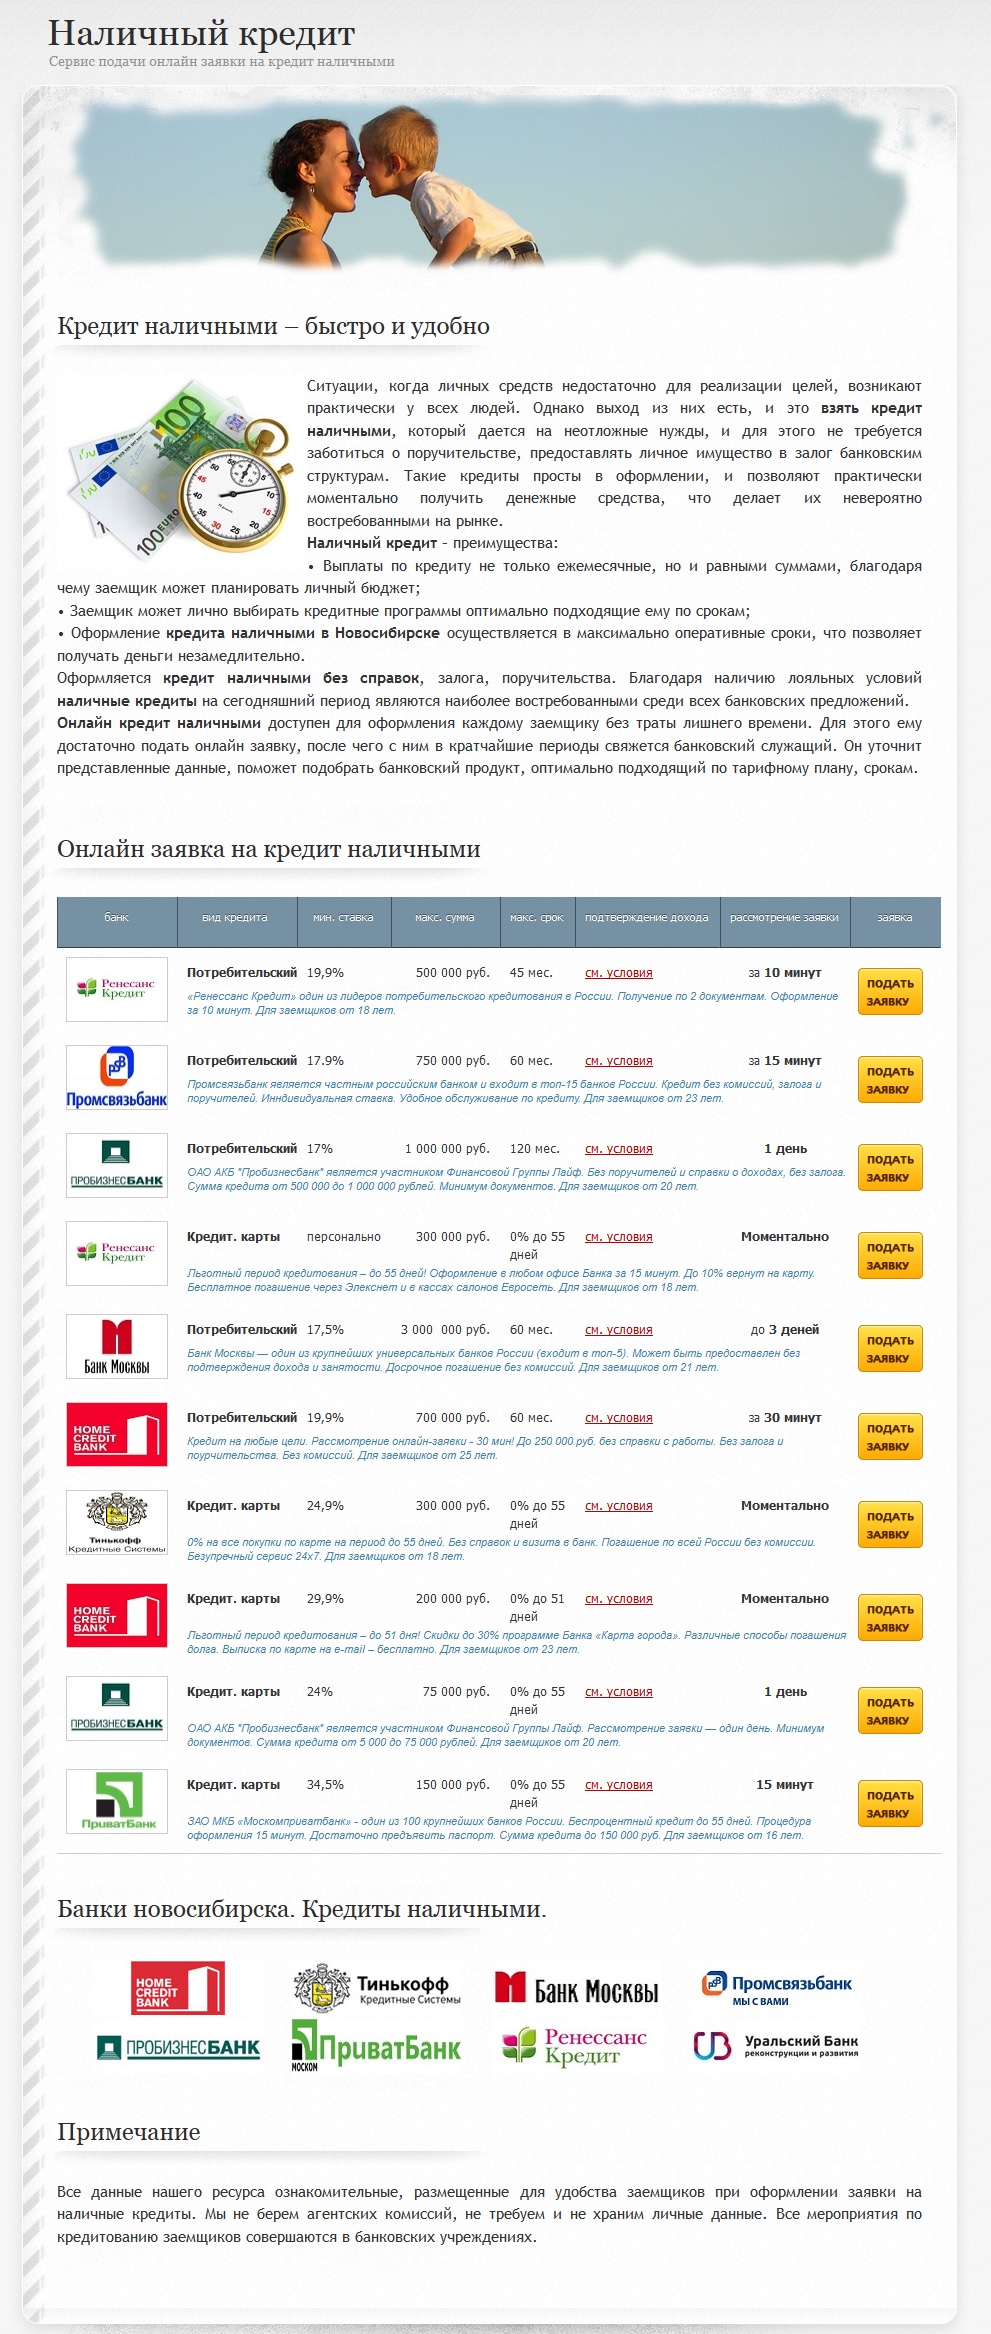 Наличный кредит
Сервис подачи онлайн заявки на кредит наличными
Кредит наличными – быстро и удобно
Ситуации, когда личных средств недостаточно для реализации целей, возникают
практически у всех людей. Однако выход из них есть, и это взять кредит
наличными, который дается на неотложные нужды, и для этого не требуется
заботиться о поручительстве, предоставлять личное имущество в залог банковским
структурам. Такие кредиты просты в оформлении, и позволяют практически
моментально получить денежные средства, что делает их невероятно
востребованными на рынке.
Наличный кредит - преимущества:
• Выплаты по кредиту не только ежемесячные, но и равными суммами, благодаря
чему заемщик может планировать личный бюджет;
• Заемщик может лично выбирать кредитные программы оптимально подходящие ему по срокам;
• Оформление кредита наличными в Новосибирске осуществляется в максимально оперативные сроки, что позволяет
получать деньги незамедлительно.
Оформляется кредит наличными без справок, залога, поручительства. Благодаря наличию лояльных условий
наличные кредиты на сегодняшний период являются наиболее востребованными среди всех банковских предложений.
Онлайн кредит наличными доступен для оформления каждому заемщику без траты лишнего времени. Для этого ему
достаточно подать онлайн заявку, после чего с ним в кратчайшие периоды свяжется банковский служащий. Он уточнит
представленные данные, поможет подобрать банковский продукт, оптимально подходящий по тарифному плану, срокам.
Онлайн заявка на кредит наличными
банк вид кредита мин. ставка макс. сумма макс. срок подтверждение дохода рассмотрение заявки заявка
Ренессанс Кредит Потребительский 19,9% 500 000 руб. 45 мес. см. условия за 10 минут ПОДАТЬ ЗАЯВКУ
«Ренессанс Кредит» один из лидеров потребительского кредитования в России. Получение по 2 документам. Оформление
за 10 минут. Для заемщиков от 18 лет.
Промсвязьбанк Потребительский 17.9% 750 000 руб. 60 мес. см. условия за 15 минут ПОДАТЬ ЗАЯВКУ
Промсвязьбанк является частным российским банком и входит в топ-15 банков России. Кредит без комиссий, залога и
поручителей. Инндивидуальная ставка. Удобное обслуживание по кредиту. Для заемщиков от 23 лет.
ПРОБИЗНЕСБАНК Потребительский 17% 1 000 000 руб. 120 мес. см. условия 1 день ПОДАТЬ ЗАЯВКУ
ОАО АКБ "Пробизнесбанк" является участником Финансовой Группы Лайф. Без поручителей и справки о доходах, без залога.
Сумма кредита от 500 000 до 1 000 000 рублей. Минимум документов. Для заемщиков от 20 лет.
Ренессанс Кредит Кредит. карты персонально 300 000 руб. 0% до 55 дней см. условия Моментально ПОДАТЬ ЗАЯВКУ
Льготный период кредитования – до 55 дней! Оформление в любом офисе Банка за 15 минут. До 10% вернут на карту.
Бесплатное погашение через Элекснет и в кассах салонов Евросеть. Для заемщиков от 18 лет.
Банк Москвы Потребительский 17,5% 3 000 000 руб. 60 мес. см. условия до 3 деней ПОДАТЬ ЗАЯВКУ
Банк Москвы — один из крупнейших универсальных банков России (входит в топ-5). Может быть предоставлен без
подтверждения дохода и занятости. Досрочное погашение без комиссий. Для заемщиков от 21 лет.
HOME CREDIT BANK Потребительский 19,9% 700 000 руб. 60 мес. см. условия за 30 минут ПОДАТЬ ЗАЯВКУ
Кредит на любые цели. Рассмотрение онлайн-заявки - 30 мин! До 250 000 руб. без справки с работы. Без залога и
поурчительства. Без комиссий. Для заемщиков от 25 лет.
Тинькофф Кредитные Системы Кредит. карты 24,9% 300 000 руб. 0% до 55 дней см. условия Моментально ПОДАТЬ ЗАЯВКУ
0% на все покупки по карте на период до 55 дней. Без справок и визита в банк. Погашение по всей России без комиссии.
Безупречный сервис 24x7. Для заемщиков от 18 лет.
HOME CREDIT BANK Кредит. карты 29,9% 200 000 руб. 0% до 51 дней см. условия Моментально ПОДАТЬ ЗАЯВКУ
Льготный период кредитования – до 51 дня! Скидки до 30% программе Банка «Карта города». Различные способы погашения
долга. Выписка по карте на e-mail – бесплатно. Для заемщиков от 23 лет.
ПРОБИЗНЕСБАНК Кредит. карты 24% 75 000 руб. 0% до 55 дней см. условия 1 день ПОДАТЬ ЗАЯВКУ
ОАО АКБ "Пробизнесбанк" является участником Финансовой Группы Лайф. Рассмотрение заявки — один день. Минимум
документов. Сумма кредита от 5 000 до 75 000 рублей. Для заемщиков от 20 лет.
ПриватБанк Кредит. карты 34,5% 150 000 руб. 0% до 55 дней см. условия 15 минут ПОДАТЬ ЗАЯВКУ
ЗАО МКБ «Москомприватбанк» - один из 100 крупнейших банков России. Беспроцентный кредит до 55 дней. Процедура
оформления 15 минут. Достаточно предъявить паспорт. Сумма кредита до 150 000 руб. Для заемщиков от 16 лет.
Банки новосибирска. Кредиты наличными.
HOME CREDIT BANK Тинькофф Кредитные Системы Банк Москвы Промсвязьбанк МЫ С ВАМИ
ПРОБИЗНЕСБАНК МОСКОМ ПриватБанк Ренессанс Кредит Уральский Банк реконструкции и развития
Примечание
Все данные нашего ресурса ознакомительные, размещенные для удобства заемщиков при оформлении заявки на
наличные кредиты. Мы не берем агентских комиссий, не требуем и не храним личные данные. Все мероприятия по
кредитованию заемщиков совершаются в банковских учреждениях.